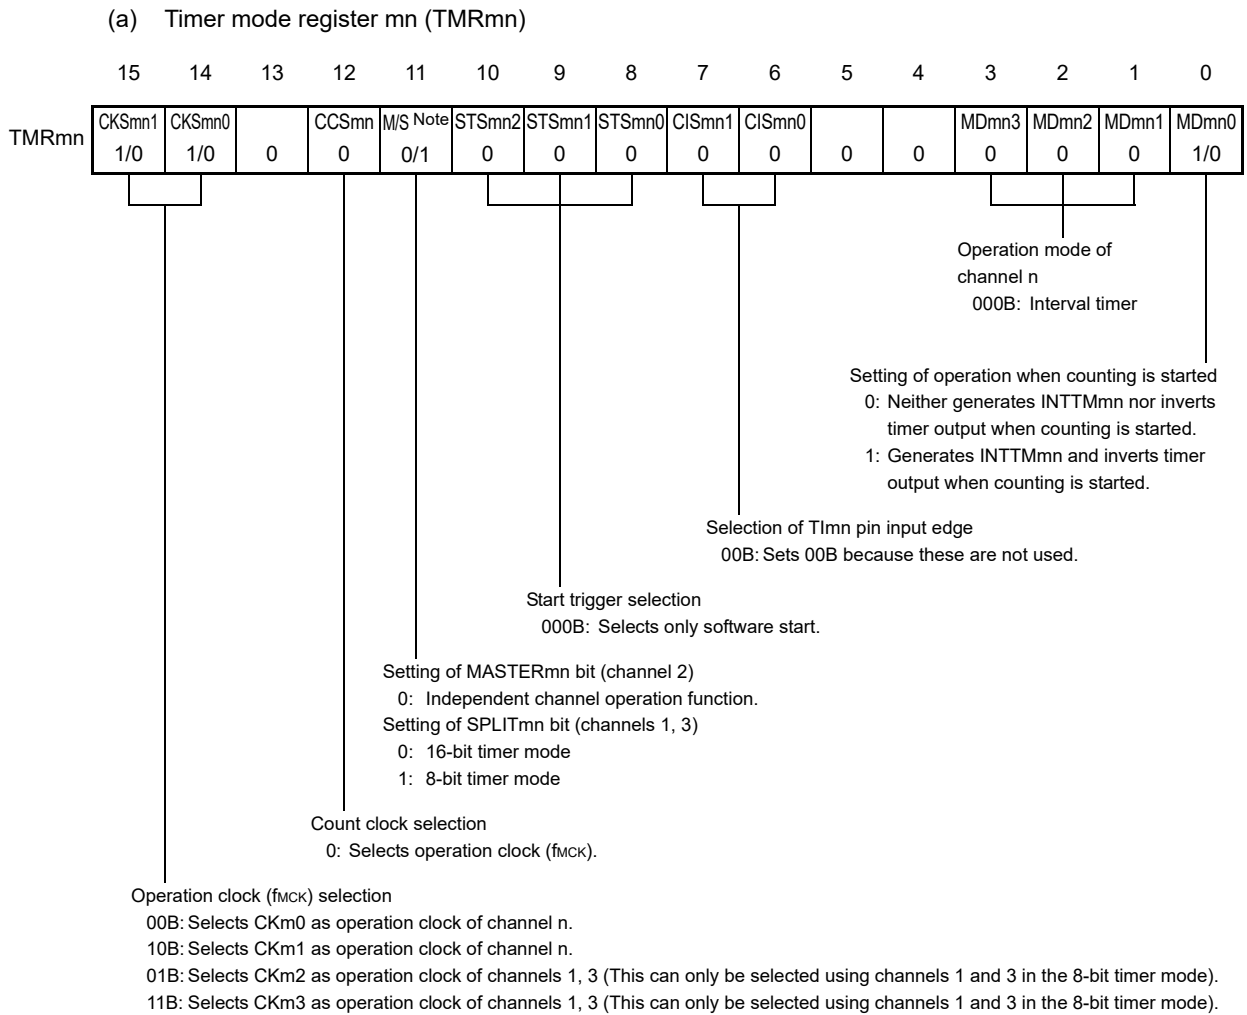 (a) Timer mode register mn (TMRmn)
15 14 13 12 11 10 9 8 7 6 5 4 3 2 1 0
TMRmn
CKSmn1 CKSmn0 CCSmn M/S Note STSmn2 STSmn1 STSmn0 CISmn1 CISmn0 MDmn3 MDmn2 MDmn1 MDmn0
1/0 1/0 0 0 0/1 0 0 0 0 0 0 0 0 0 0 1/0
Operation mode of
channel n
000B: Interval timer
Setting of operation when counting is started
0: Neither generates INTTMmn nor inverts
timer output when counting is started.
1: Generates INTTMmn and inverts timer
output when counting is started.
Selection of TImn pin input edge
00B: Sets 00B because these are not used.
Start trigger selection
000B: Selects only software start.
Setting of MASTERmn bit (channel 2)
0: Independent channel operation function.
Setting of SPLITmn bit (channels 1, 3)
0: 16-bit timer mode
1: 8-bit timer mode
Count clock selection
0: Selects operation clock (fMCK).
Operation clock (fMCK) selection
00B: Selects CKm0 as operation clock of channel n.
10B: Selects CKm1 as operation clock of channel n.
01B: Selects CKm2 as operation clock of channels 1, 3 (This can only be selected using channels 1 and 3 in the 8-bit timer mode).
11B: Selects CKm3 as operation clock of channels 1, 3 (This can only be selected using channels 1 and 3 in the 8-bit timer mode).